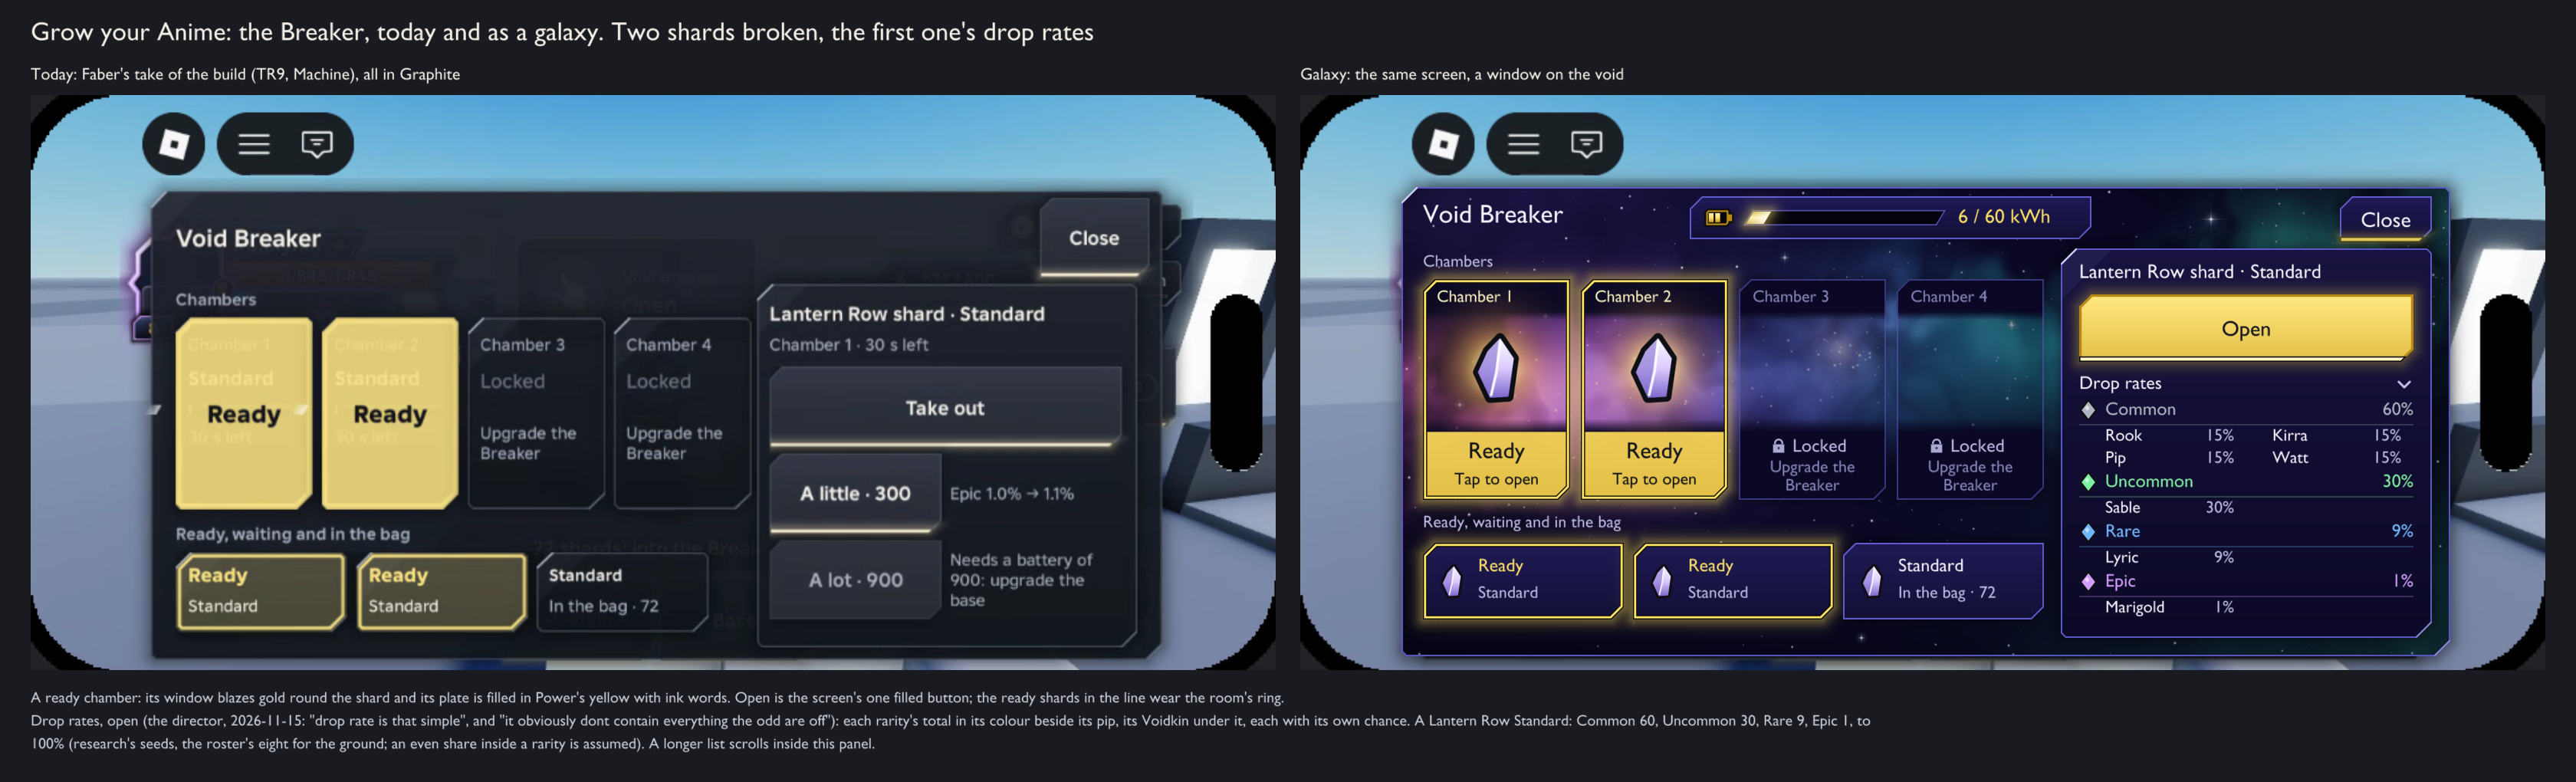 Grow your Anime: the Breaker, today and as a galaxy. Two shards broken, the first one's drop rates
Today: Faber's take of the build (TR9, Machine), all in Graphite
Void Breaker
Close
Chambers
Chamber 1
Standard
Ready
30 s left
Chamber 2
Standard
Ready
30 s left
Chamber 3
Locked
Upgrade the
Breaker
Chamber 4
Locked
Upgrade the
Breaker
Ready, waiting and in the bag
Ready
Standard
Ready
Standard
Standard
In the bag · 72
Lantern Row shard · Standard
Chamber 1 · 30 s left
Take out
A little · 300
Epic 1.0% → 1.1%
A lot · 900
Needs a battery of
900: upgrade the
base
Galaxy: the same screen, a window on the void
Void Breaker
6 / 60 kWh
Close
Chambers
Chamber 1
Ready
Tap to open
Chamber 2
Ready
Tap to open
Chamber 3
Locked
Upgrade the
Breaker
Chamber 4
Locked
Upgrade the
Breaker
Ready, waiting and in the bag
Ready
Standard
Ready
Standard
Standard
In the bag · 72
Lantern Row shard · Standard
Open
Drop rates
Common 60%
Rook 15% Kirra 15%
Pip 15% Watt 15%
Uncommon 30%
Sable 30%
Rare 9%
Lyric 9%
Epic 1%
Marigold 1%
A ready chamber: its window blazes gold round the shard and its plate is filled in Power's yellow with ink words. Open is the screen's one filled button; the ready shards in the line wear the room's ring.
Drop rates, open (the director, 2026-11-15: "drop rate is that simple", and "it obviously dont contain everything the odd are off"): each rarity's total in its colour beside its pip, its Voidkin under it, each with its own chance. A Lantern Row Standard: Common 60, Uncommon 30, Rare 9, Epic 1, to
100% (research's seeds, the roster's eight for the ground; an even share inside a rarity is assumed). A longer list scrolls inside this panel.